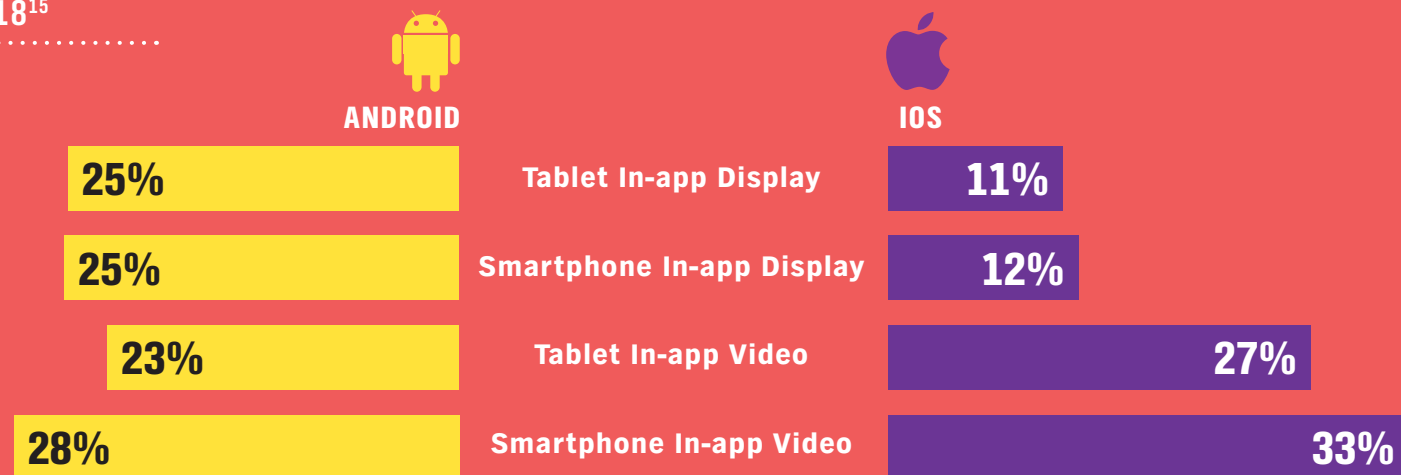 1815
ANDROID IOS
25% Tablet In-app Display 11%
25% Smartphone In-app Display 12%
23% Tablet In-app Video 27%
28% Smartphone In-app Video 33%